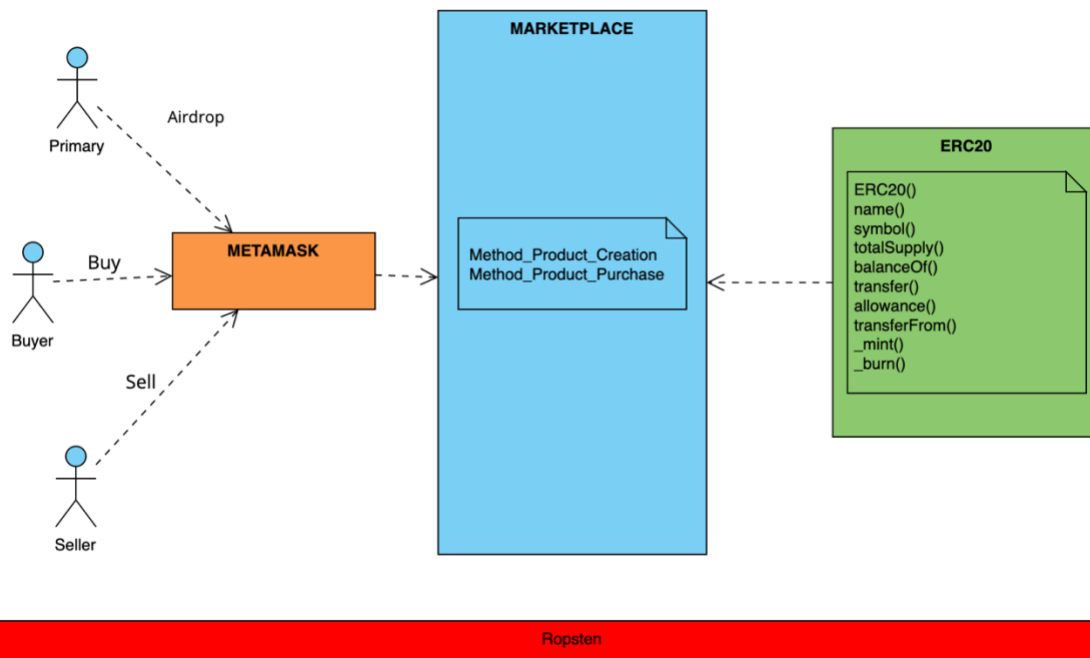 MARKETPLACE
Airdrop
Primary
ERC20
ERC20()
name()
symbol()
totalSupply()
balanceOf()
transfer()
allowance()
transferFrom()
_mint()
_burn()
METAMASK
Buy
Method_Product_Creation
Method_Product_Purchase
Buyer
Sell
Seller
Ropsten